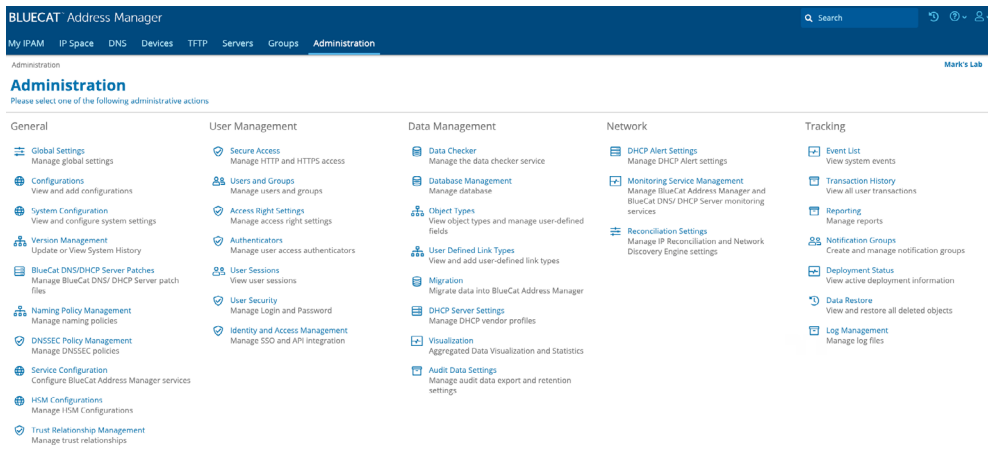 BLUECAT™ Address Manager
Search
My IPAM IP Space DNS Devices TFTP Servers Groups Administration
Administration
Mark's Lab
Administration
Please select one of the following administrative actions
General
Global Settings
Manage global settings
Configurations
View and add configurations
System Configuration
View and configure system settings
Version Management
Update or View System History
BlueCat DNS/DHCP Server Patches
Manage BlueCat DNS/ DHCP Server patch
files
Naming Policy Management
Manage naming policies
DNSSEC Policy Management
Manage DNSSEC policies
Service Configuration
Configure BlueCat Address Manager services
HSM Configurations
Manage HSM Configurations
Trust Relationship Management
Manage trust relationships
User Management
Secure Access
Manage HTTP and HTTPS access
Users and Groups
Manage users and groups
Access Right Settings
Manage access right settings
Authenticators
Manage user access authenticators
User Sessions
View user sessions
User Security
Manage Login and Password
Identity and Access Management
Manage SSO and API integration
Data Management
Data Checker
Manage the data checker service
Database Management
Manage database
Object Types
View object types and manage user-defined
fields
User Defined Link Types
View and add user-defined link types
Migration
Migrate data into BlueCat Address Manager
DHCP Server Settings
Manage DHCP vendor profiles
Visualization
Aggregated Data Visualization and Statistics
Audit Data Settings
Manage audit data export and retention
settings
Network
DHCP Alert Settings
Manage DHCP Alert settings
Monitoring Service Management
Manage BlueCat Address Manager and
BlueCat DNS/ DHCP Server monitoring
services
Reconciliation Settings
Manage IP Reconciliation and Network
Discovery Engine settings
Tracking
Event List
View system events
Transaction History
View all user transactions
Reporting
Manage reports
Notification Groups
Create and manage notification groups
Deployment Status
View active deployment information
Data Restore
View and restore all deleted objects
Log Management
Manage log files